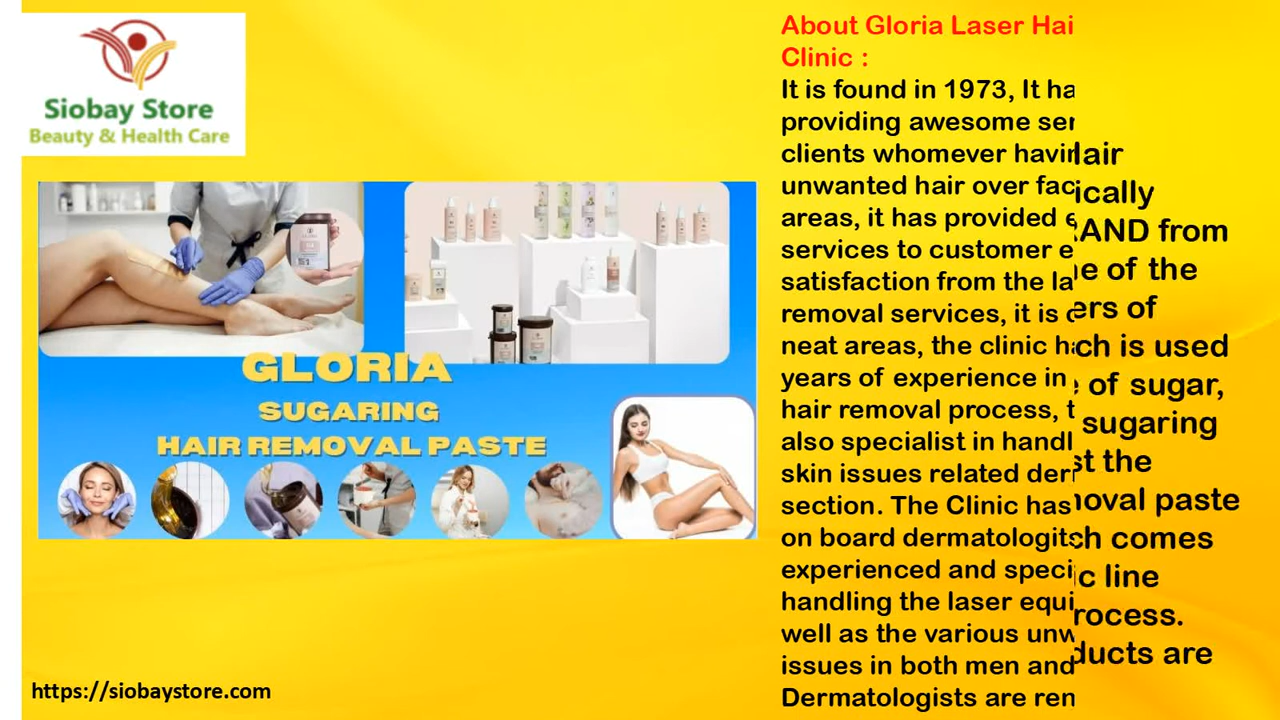 Siobay Store
Beauty & Health Care
GLORIA
SUGARING
HAIR REMOVAL PASTE
https://siobaystore.com
About Gloria Laser Hai
Clinic :
It is found in 1973, It ha
providing awesome ser
clients whomever havin
unwanted hair over fac
areas, it has provided e
services to customer e
satisfaction from the la
removal services, it is c
neat areas, the clinic ha
years of experience in
hair removal process, t
also specialist in handl
skin issues related der
section. The Clinic has
on board dermatologits
experienced and speci
handling the laser equi
well as the various unw
issues in both men and
Dermatologists are ren
Hair
ically
AND from
e of the
ers of
ch is used
of sugar,
sugaring
st the
noval paste
ch comes
c line
rocess.
ducts are